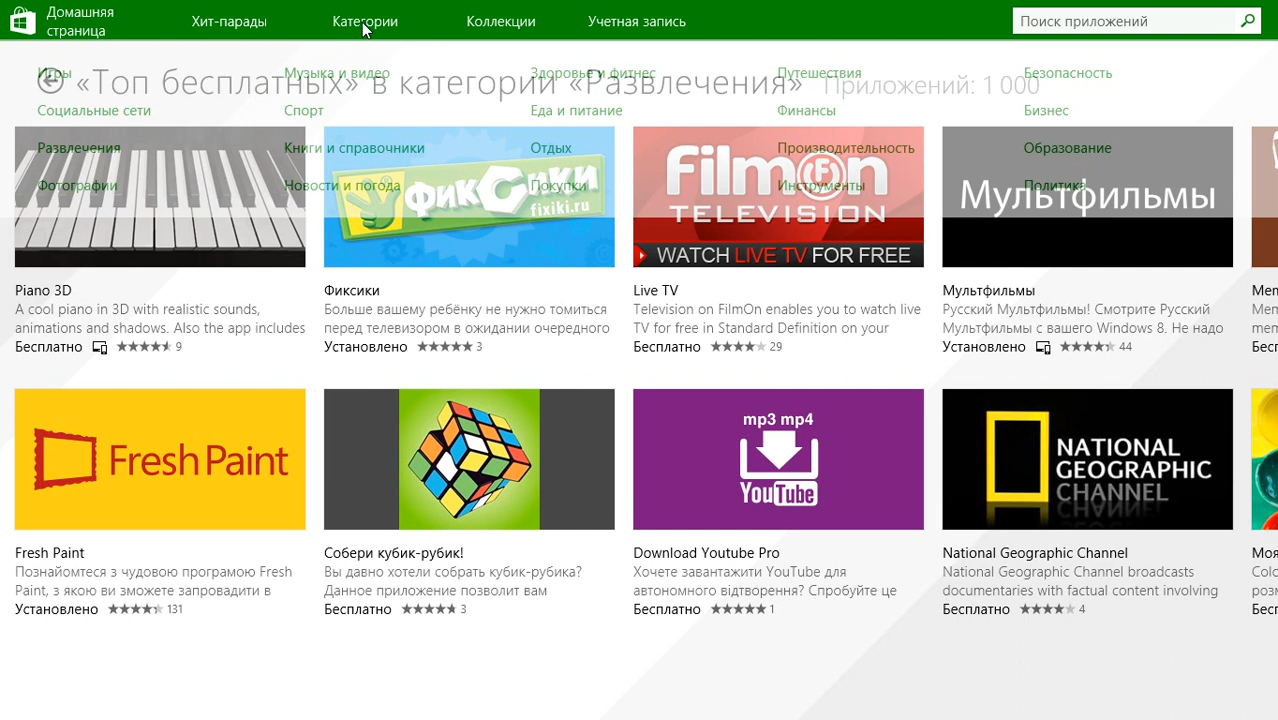 Домашняя
страница
Хит-парады
Категории
Коллекции
Учетная запись
Поиск приложений
Игры
Музыка и видео
Здоровье и фитнес
Путешествия
Безопасность
«Топ бесплатных» в категории «Развлечения» Приложений: 1 000
Социальные сети
Спорт
Еда и питание
Финансы
Бизнес
Развлечения
Книги и справочники
Отдых
Производительность
Образование
Фотографии
Новости и погода
Покупки
Инструменты
Политика
фиксики
fixiki.ru
Filmon
TELEVISION
WATCH LIVE TV FOR FREE
Мультфильмы
Piano 3D
A cool piano in 3D with realistic sounds,
animations and shadows. Also the app includes
Бесплатно 9
Фиксики
Больше вашему ребёнку не нужно томиться
перед телевизором в ожидании очередного
Установлено 3
Live TV
Television on FilmOn enables you to watch live
TV for free in Standard Definition on your
Бесплатно 29
Мультфильмы
Русский Мультфильмы! Смотрите Русский
Мультфильмы с вашего Windows 8. Не надо
Установлено 44
Fresh Paint
mp3 mp4
YouTube
NATIONAL
GEOGRAPHIC
CHANNEL
Fresh Paint
Познайомтеся з чудовою програмою Fresh
Paint, з якою ви зможете запровадити в
Установлено 131
Собери кубик-рубик!
Вы давно хотели собрать кубик-рубика?
Данное приложение позволит вам
Бесплатно 3
Download Youtube Pro
Хочете завантажити YouTube для
автономного відтворення? Спробуйте це
Бесплатно 1
National Geographic Channel
National Geographic Channel broadcasts
documentaries with factual content involving
Бесплатно 4